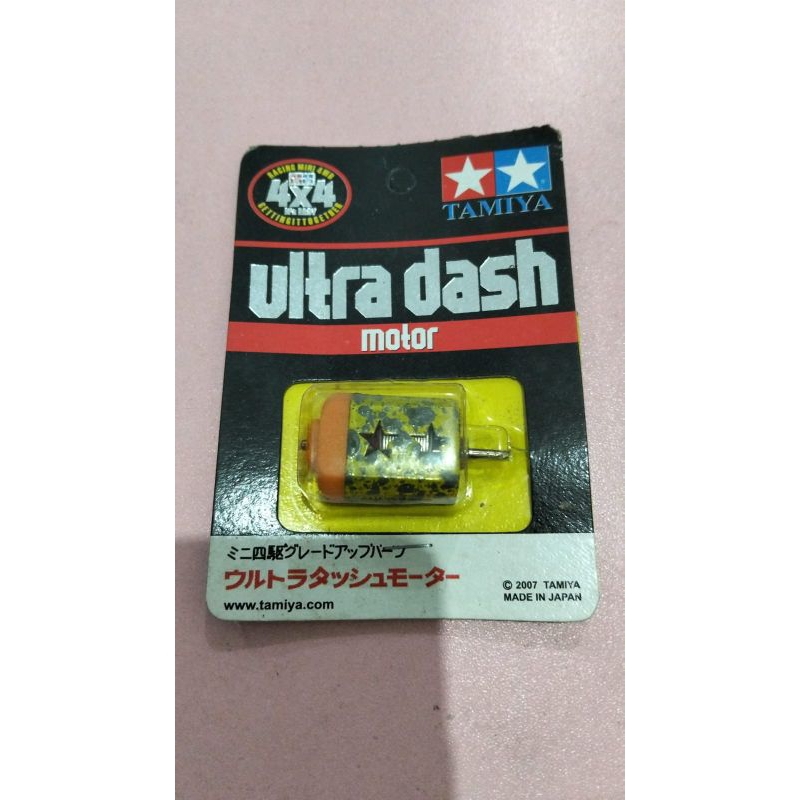 RACING MINI 4WD
4x4
GETTINGITTOGETHER
TAMIYA
ultra dash
motor
ミニ四駆グレードアップパーツ
ウルトラダッシュモーター
www.tamiya.com
© 2007 TAMIYA
MADE IN JAPAN